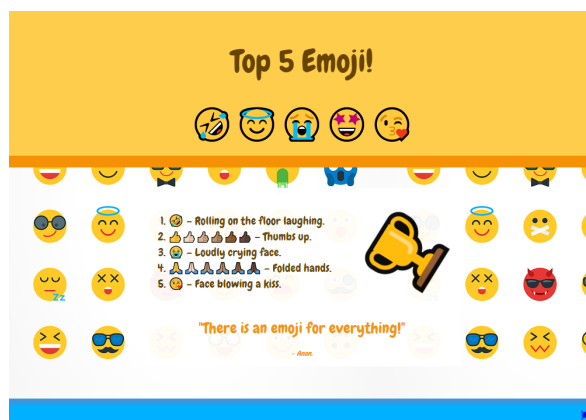 Top 5 Emoji!
1. 🤣 – Rolling on the floor laughing.
2. 👍👍🏻👍🏼👍🏽👍🏾👍🏿 – Thumbs up.
3. 😭 – Loudly crying face.
4. 🙏🙏🏻🙏🏼🙏🏽🙏🏾🙏🏿 – Folded hands.
5. 😘 – Face blowing a kiss.
"There is an emoji for everything!"
- Anon.